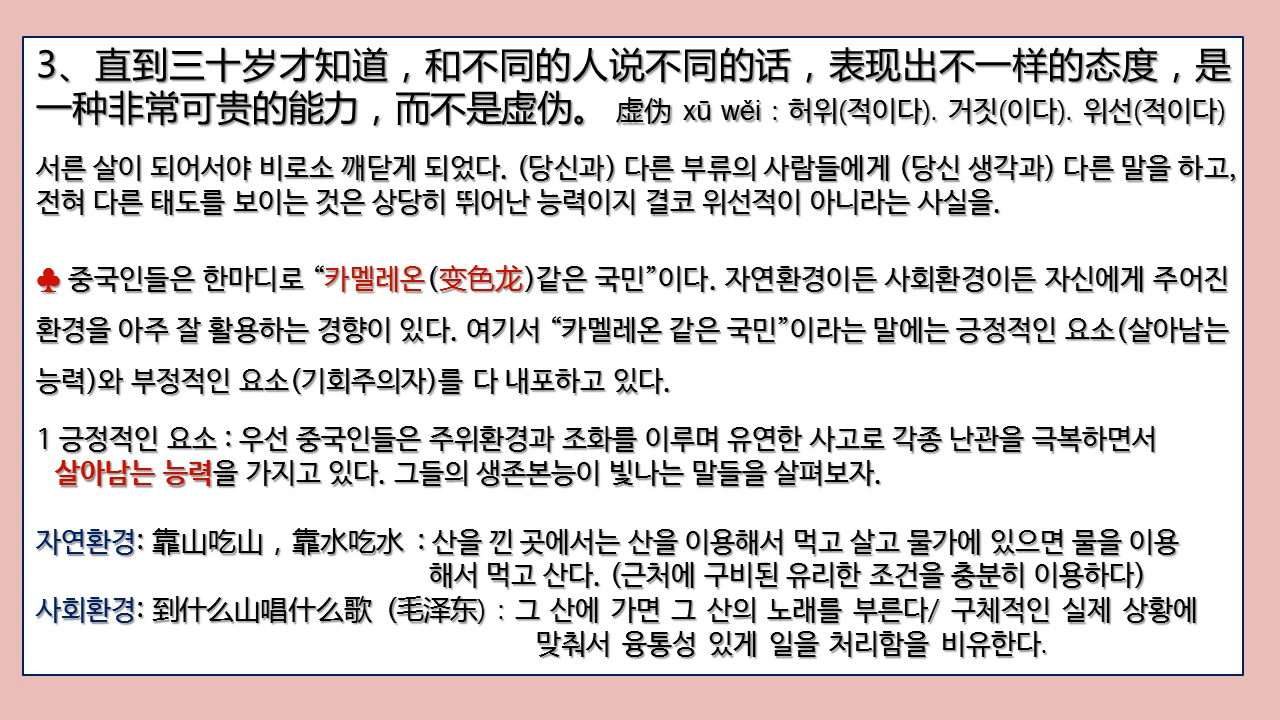 3、直到三十岁才知道，和不同的人说不同的话，表现出不一样的态度，是
一种非常可贵的能力，而不是虚伪。 虚伪 xū wěi : 허위(적이다). 거짓(이다). 위선(적이다)
서른 살이 되어서야 비로소 깨닫게 되었다. (당신과) 다른 부류의 사람들에게 (당신 생각과) 다른 말을 하고,
전혀 다른 태도를 보이는 것은 상당히 뛰어난 능력이지 결코 위선적이 아니라는 사실을.
♣ 중국인들은 한마디로 “카멜레온(变色龙)같은 국민”이다. 자연환경이든 사회환경이든 자신에게 주어진
환경을 아주 잘 활용하는 경향이 있다. 여기서 “카멜레온 같은 국민”이라는 말에는 긍정적인 요소(살아남는
능력)와 부정적인 요소(기회주의자)를 다 내포하고 있다.
1 긍정적인 요소 : 우선 중국인들은 주위환경과 조화를 이루며 유연한 사고로 각종 난관을 극복하면서
살아남는 능력을 가지고 있다. 그들의 생존본능이 빛나는 말들을 살펴보자.
자연환경: 靠山吃山，靠水吃水 : 산을 낀 곳에서는 산을 이용해서 먹고 살고 물가에 있으면 물을 이용
해서 먹고 산다. (근처에 구비된 유리한 조건을 충분히 이용하다)
사회환경: 到什么山唱什么歌 (毛泽东) : 그 산에 가면 그 산의 노래를 부른다/ 구체적인 실제 상황에
맞춰서 융통성 있게 일을 처리함을 비유한다.